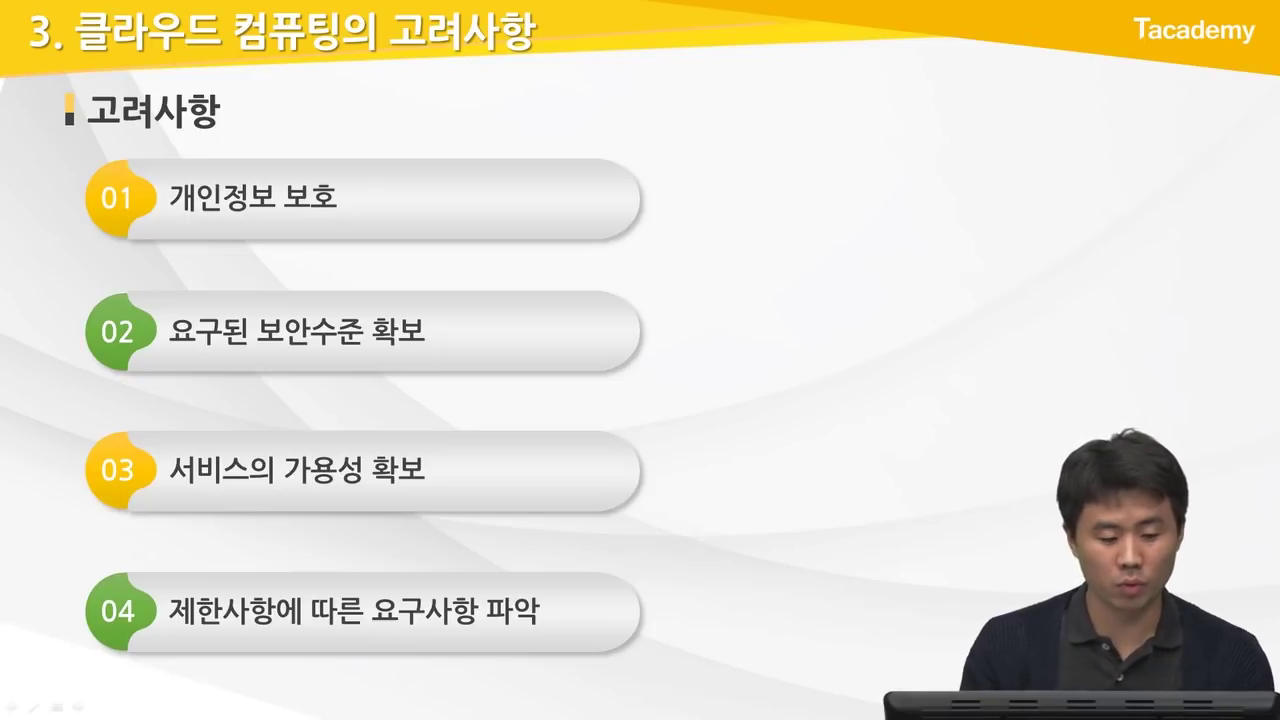 3. 클라우드 컴퓨팅의 고려사항
Tacademy
고려사항
01 개인정보 보호
02 요구된 보안수준 확보
03 서비스의 가용성 확보
04 제한사항에 따른 요구사항 파악